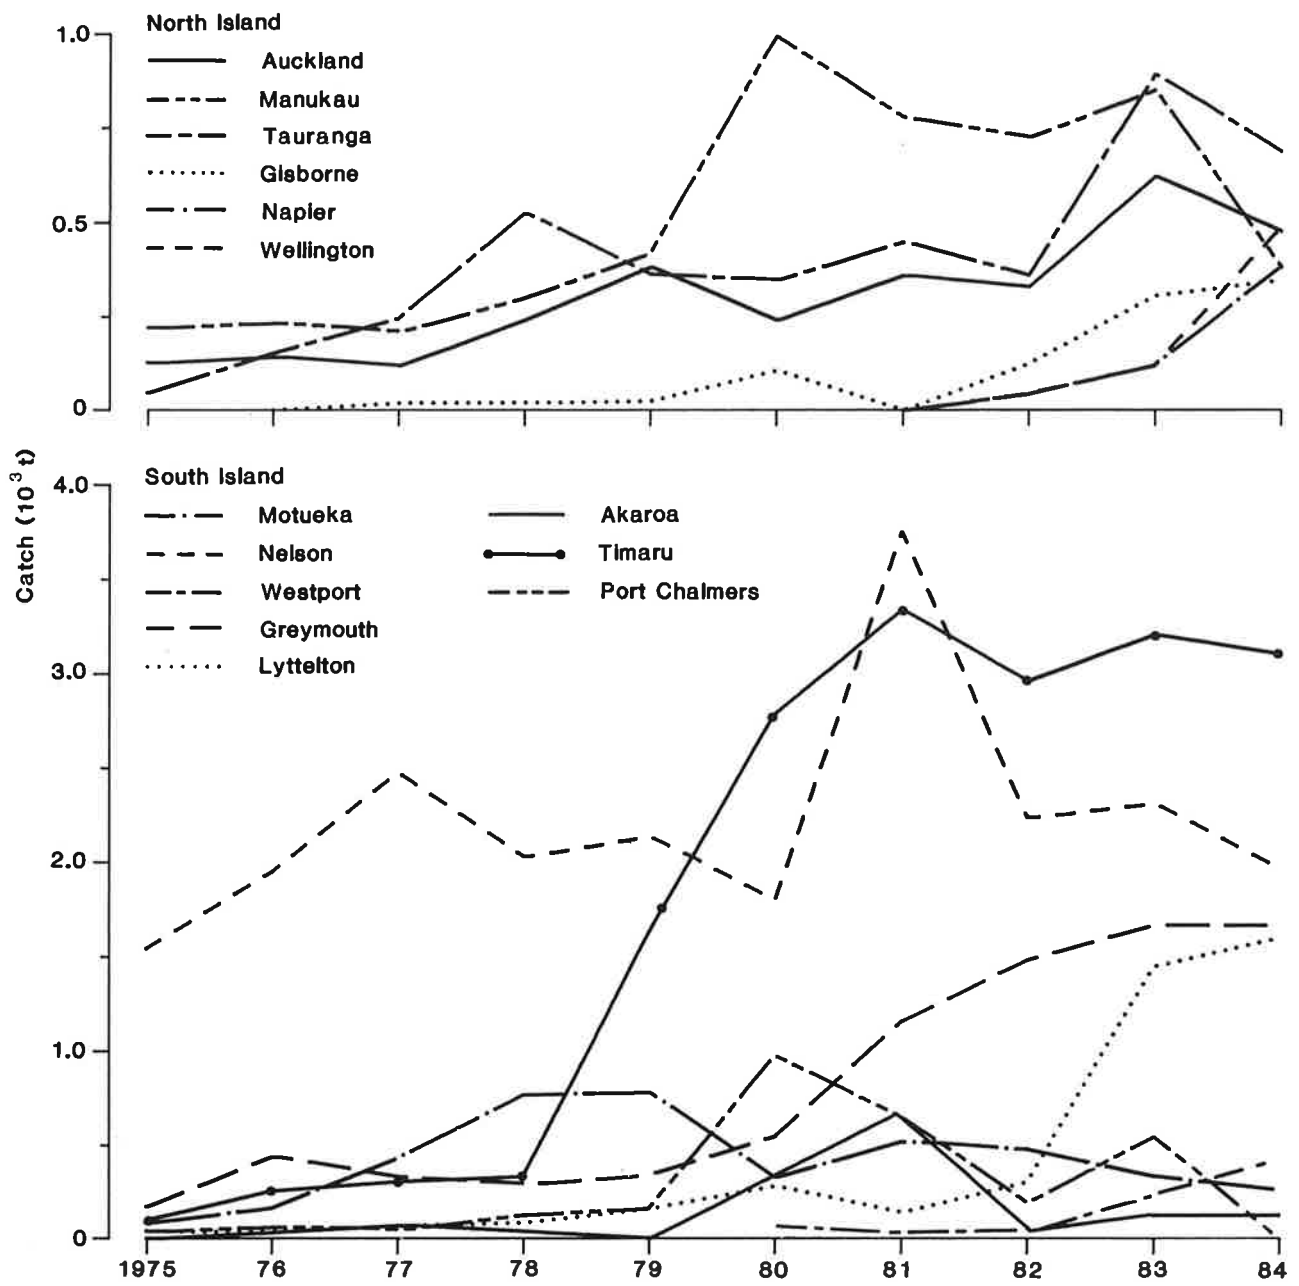 North Island
1.0
Auckland
Manukau
Tauranga
Gisborne
0.5
Napier
Wellington
0
Catch (10³ t)
South Island
4.0
Motueka
Akaroa
Nelson
Timaru
Westport
Port Chalmers
Greymouth
Lyttelton
3.0
2.0
1.0
0
1975 76 77 78 79 80 81 82 83 84